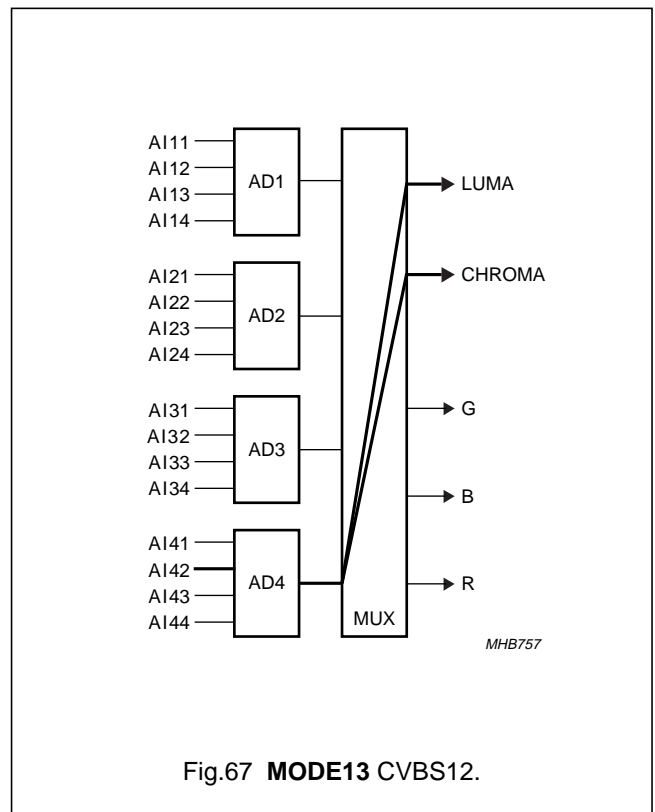 AI11
AI12
AI13
AI14
AD1
AI21
AI22
AI23
AI24
AD2
AI31
AI32
AI33
AI34
AD3
AI41
AI42
AI43
AI44
AD4
MUX
LUMA
CHROMA
G
B
R
MHB757
Fig.67 MODE13 CVBS12.